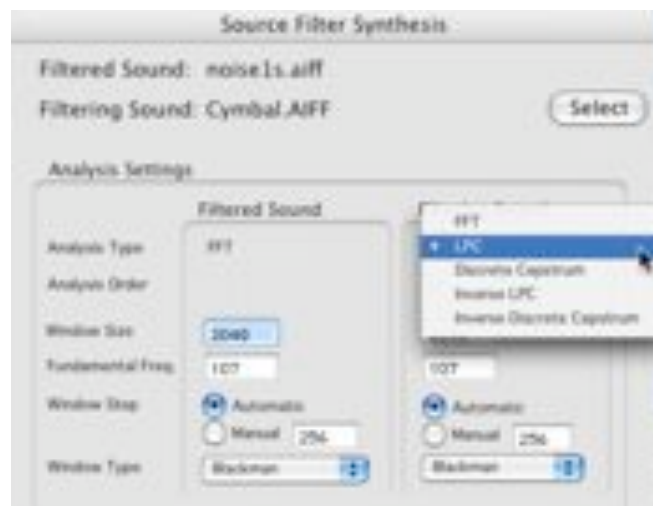 Source Filter Synthesis
Filtered Sound: noise1s.aiff
Filtering Sound: Cymbal.AIFF
Select
Analysis Settings
Filtered Sound
Analysis Type
FFT
FFT
LPC
Discrete Cepstrum
Inverse LPC
Inverse Discrete Cepstrum
Analysis Order
Window Size
Fundamental Freq.
107
107
Window Step
Automatic
Automatic
Manual 256
Manual 256
Window Type
Blackman
Blackman